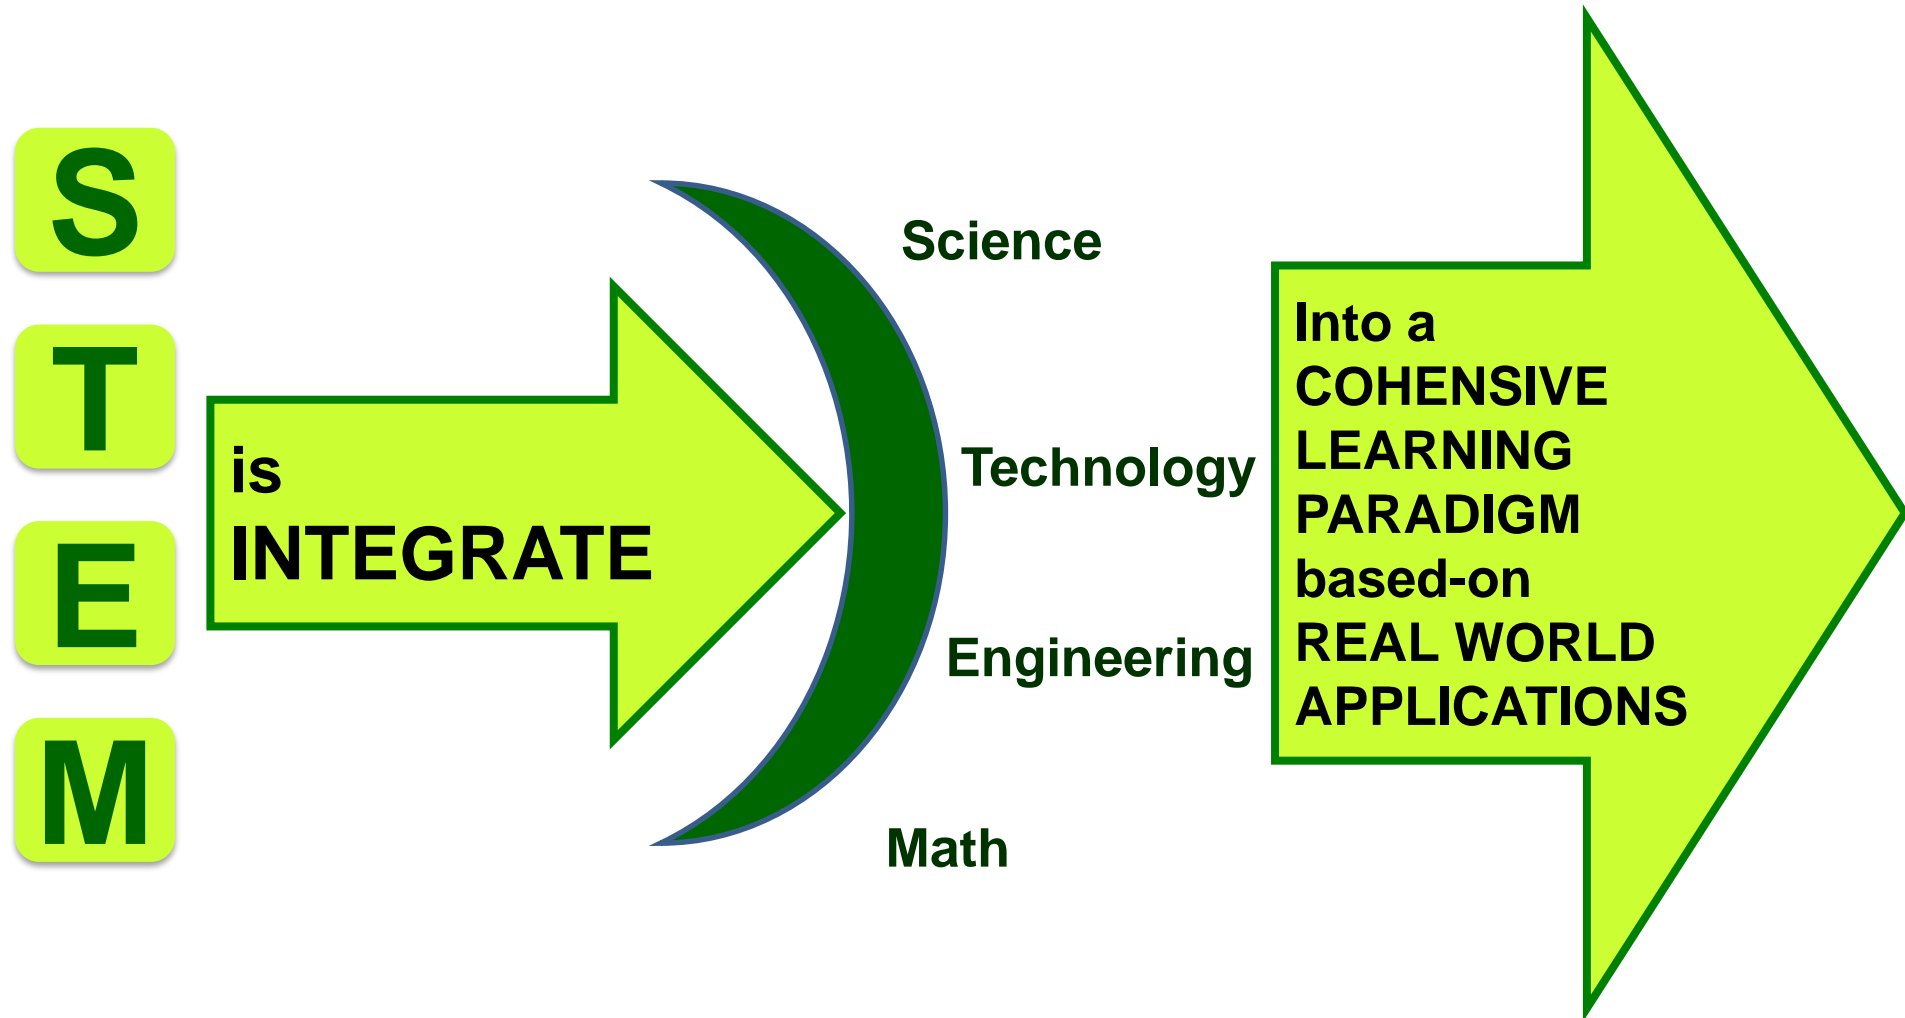 S
T
E
M
is
INTEGRATE
Science
Technology
Engineering
Math
Into a
COHENSIVE
LEARNING
PARADIGM
based-on
REAL WORLD
APPLICATIONS